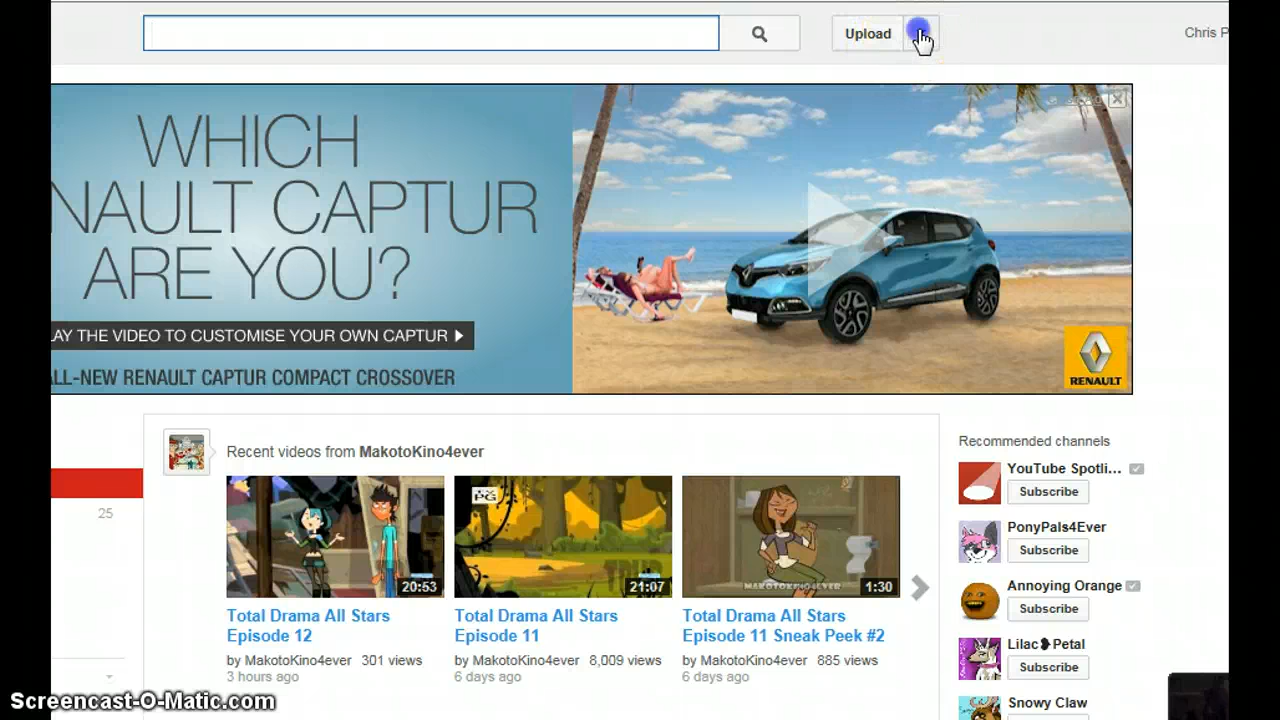 Upload
Chris P
WHICH
NAULT CAPTUR
ARE YOU?
LAY THE VIDEO TO CUSTOMISE YOUR OWN CAPTUR
ALL-NEW RENAULT CAPTUR COMPACT CROSSOVER
RENAULT
Recent videos from MakotoKino4ever
Recommended channels
YouTube Spotli...
Subscribe
25
PG
20:53
21:07
MAKOTOKINO4EVER
1:30
PonyPals4Ever
Subscribe
Annoying Orange
Subscribe
Total Drama All Stars
Episode 12
Total Drama All Stars
Episode 11
Total Drama All Stars
Episode 11 Sneak Peek #2
by MakotoKino4ever 301 views
3 hours ago
by MakotoKino4ever 8,009 views
6 days ago
by MakotoKino4ever 885 views
6 days ago
Lilac❥Petal
Subscribe
Snowy Claw
Screencast-O-Matic.com